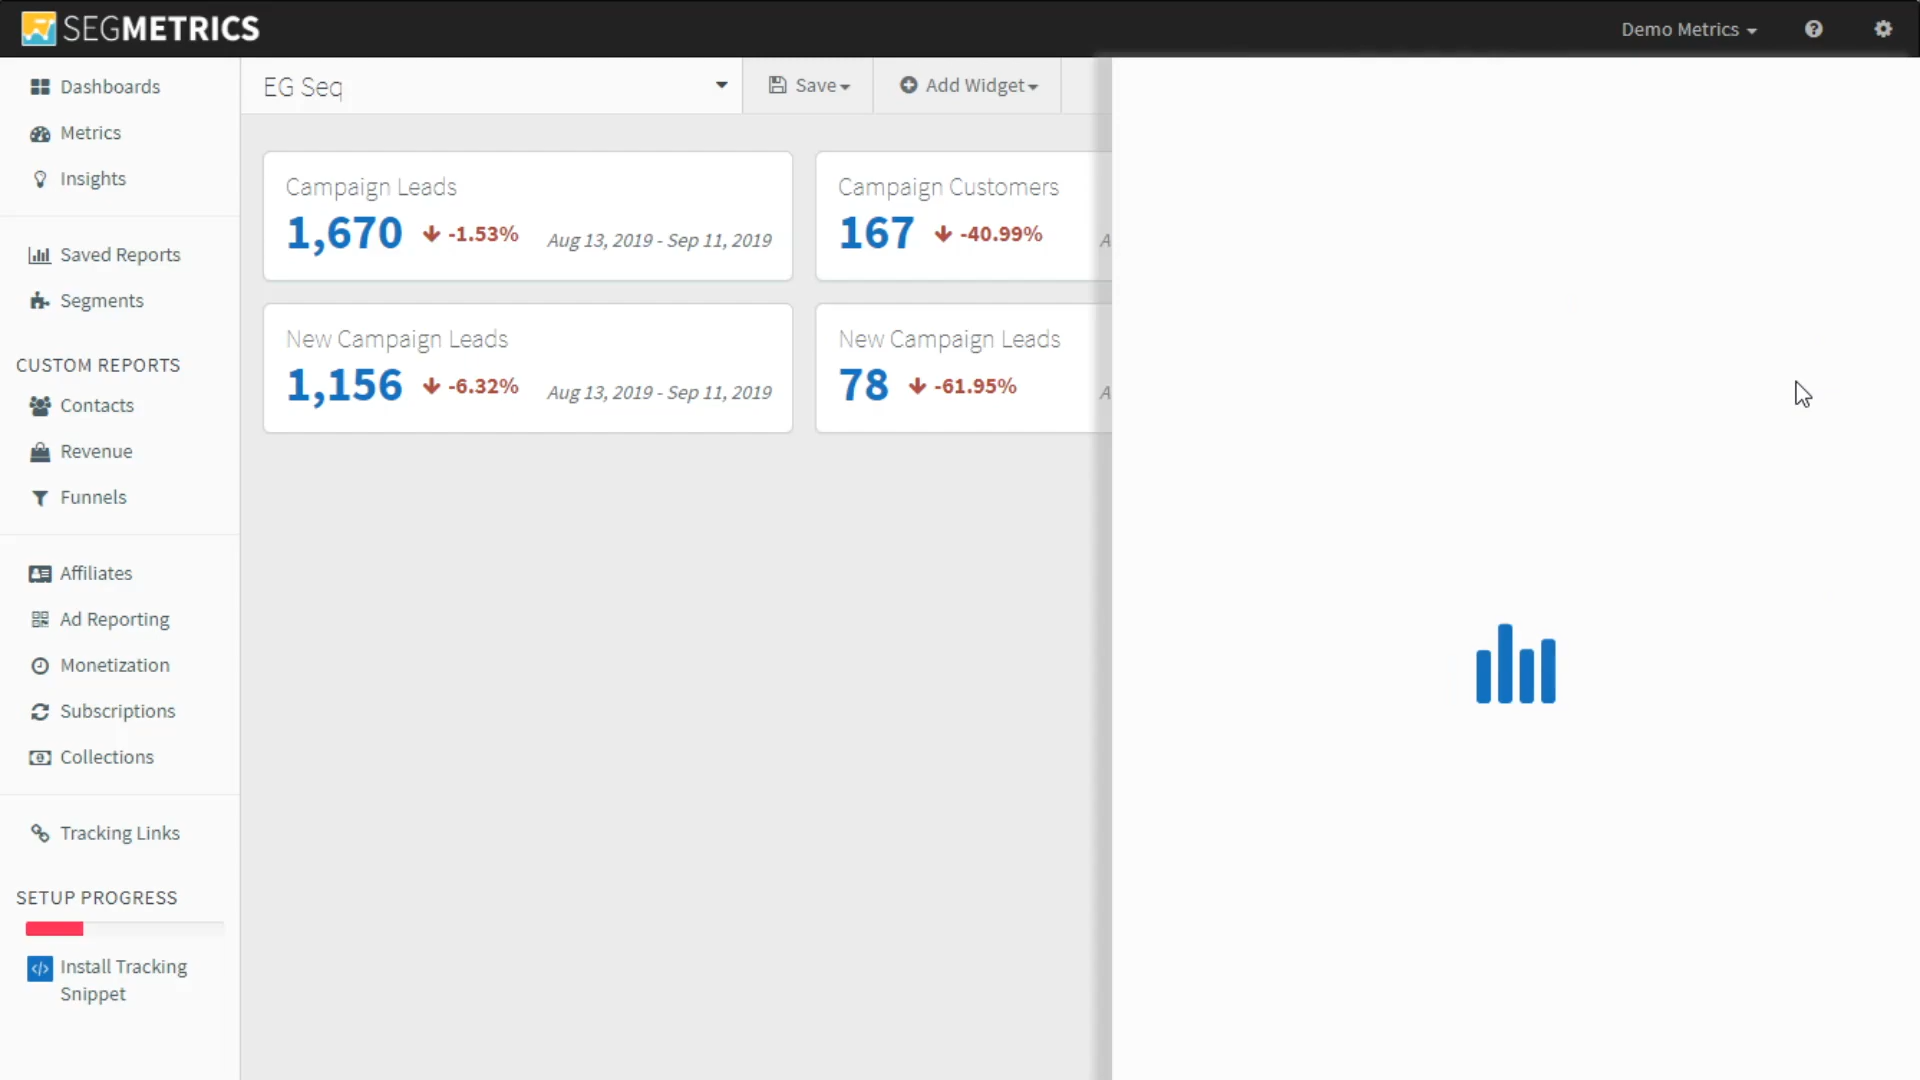 SEGMETRICS
Demo Metrics
Dashboards
Metrics
Insights
Saved Reports
Segments
CUSTOM REPORTS
Contacts
Revenue
Funnels
Affiliates
Ad Reporting
Monetization
Subscriptions
Collections
Tracking Links
SETUP PROGRESS
Install Tracking
Snippet
EG Seq
Save
Add Widget
Campaign Leads
1,670 -1.53% Aug 13, 2019 - Sep 11, 2019
Campaign Customers
167 -40.99% A
New Campaign Leads
1,156 -6.32% Aug 13, 2019 - Sep 11, 2019
New Campaign Leads
78 -61.95% A